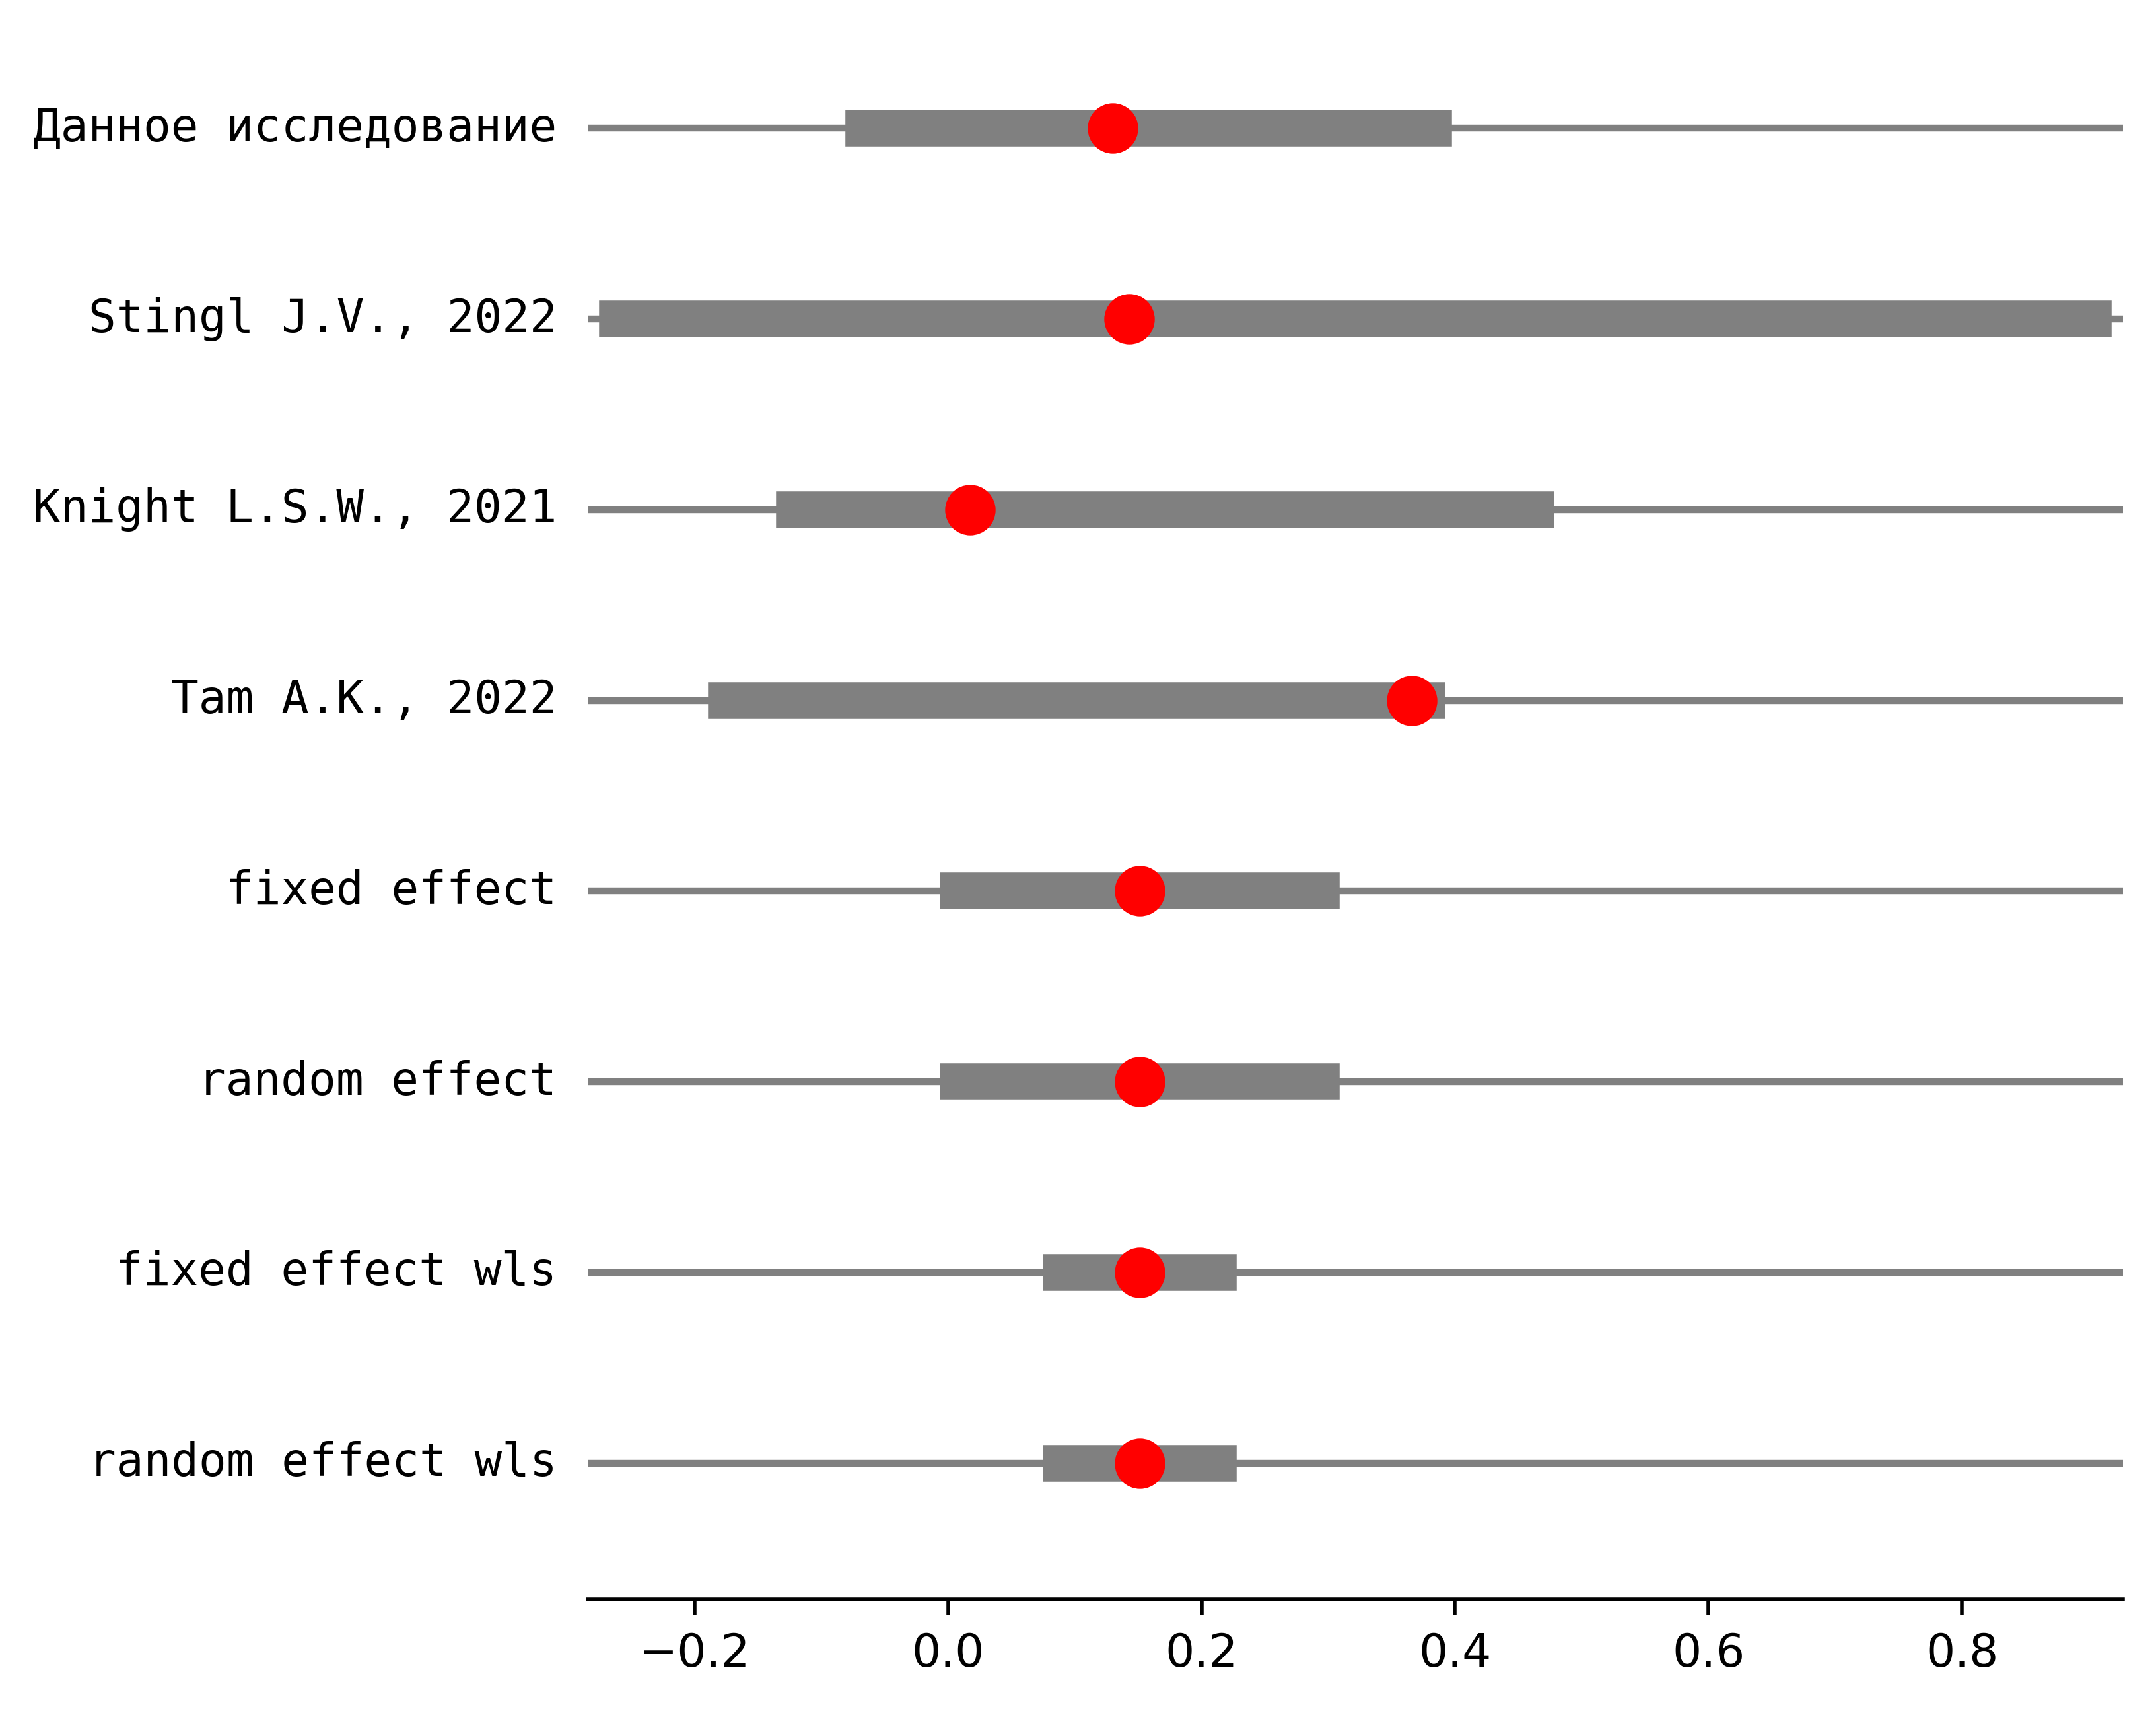 Данное исследование
Stingl J.V., 2022
Knight L.S.W., 2021
Tam A.K., 2022
fixed effect
random effect
fixed effect wls
random effect wls
−0.2 0.0 0.2 0.4 0.6 0.8